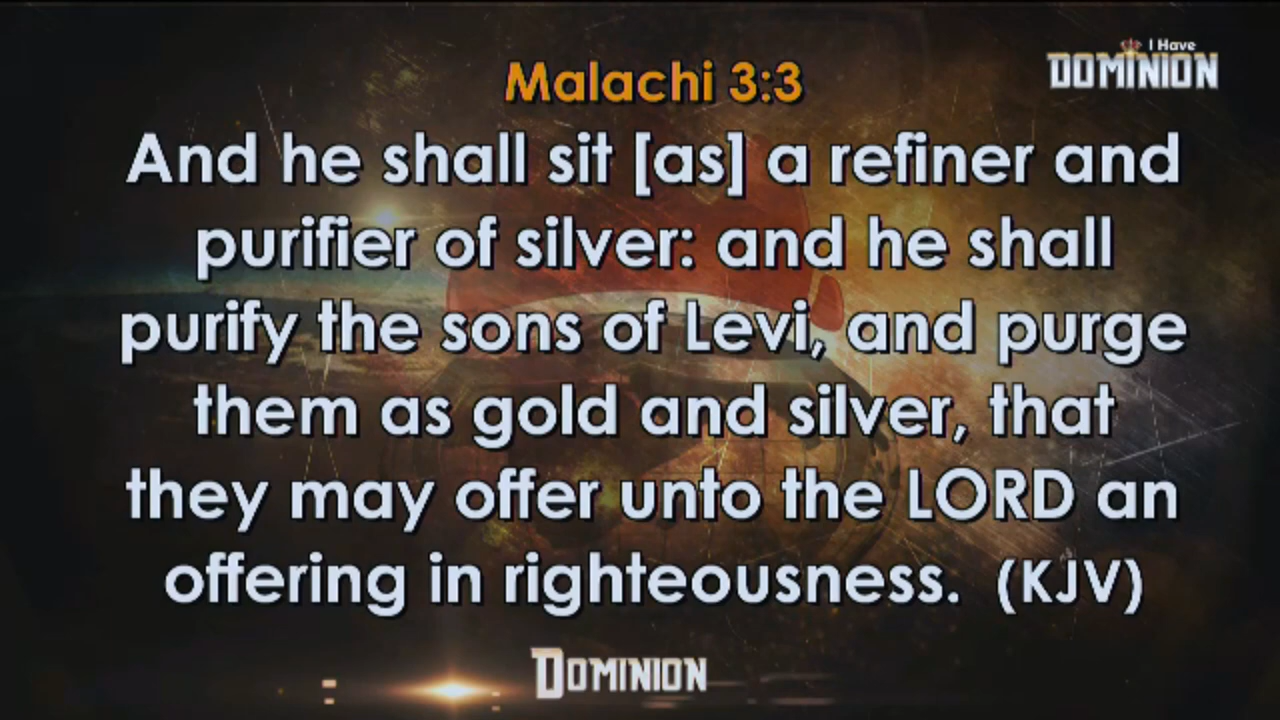 I Have
DOMINION
Malachi 3:3
And he shall sit [as] a refiner and
purifier of silver: and he shall
purify the sons of Levi, and purge
them as gold and silver, that
they may offer unto the LORD an
offering in righteousness. (KJV)
DOMINION